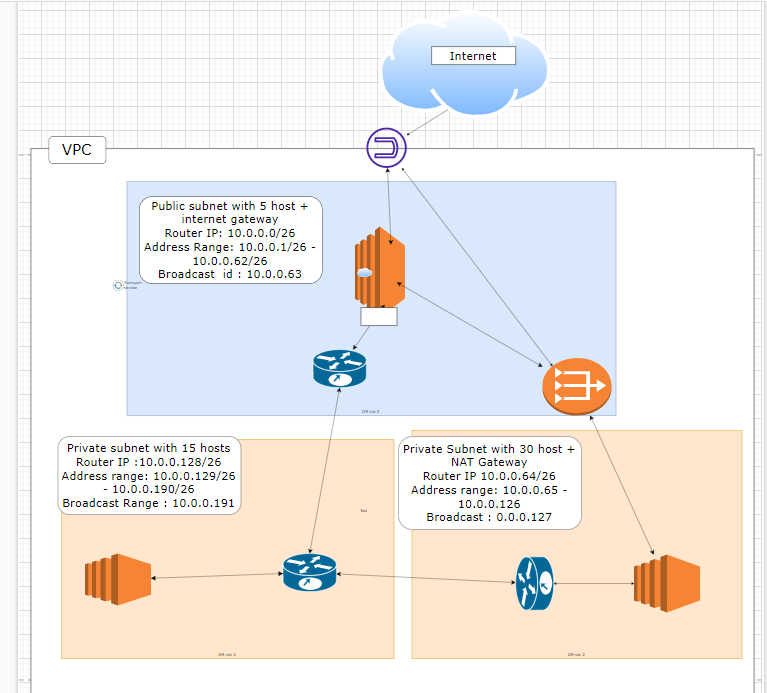 Internet
VPC
Public subnet with 5 host +
internet gateway
Router IP: 10.0.0.0/26
Address Range: 10.0.0.1/26 -
10.0.0.62/26
Broadcast  id : 10.0.0.63
Private subnet with 15 hosts
Router IP :10.0.0.128/26
Address range: 10.0.0.129/26
- 10.0.0.190/26
Broadcast Range : 10.0.0.191
Private Subnet with 30 host +
NAT Gateway
Router IP 10.0.0.64/26
Address range: 10.0.0.65 -
10.0.0.126
Broadcast : 0.0.0.127